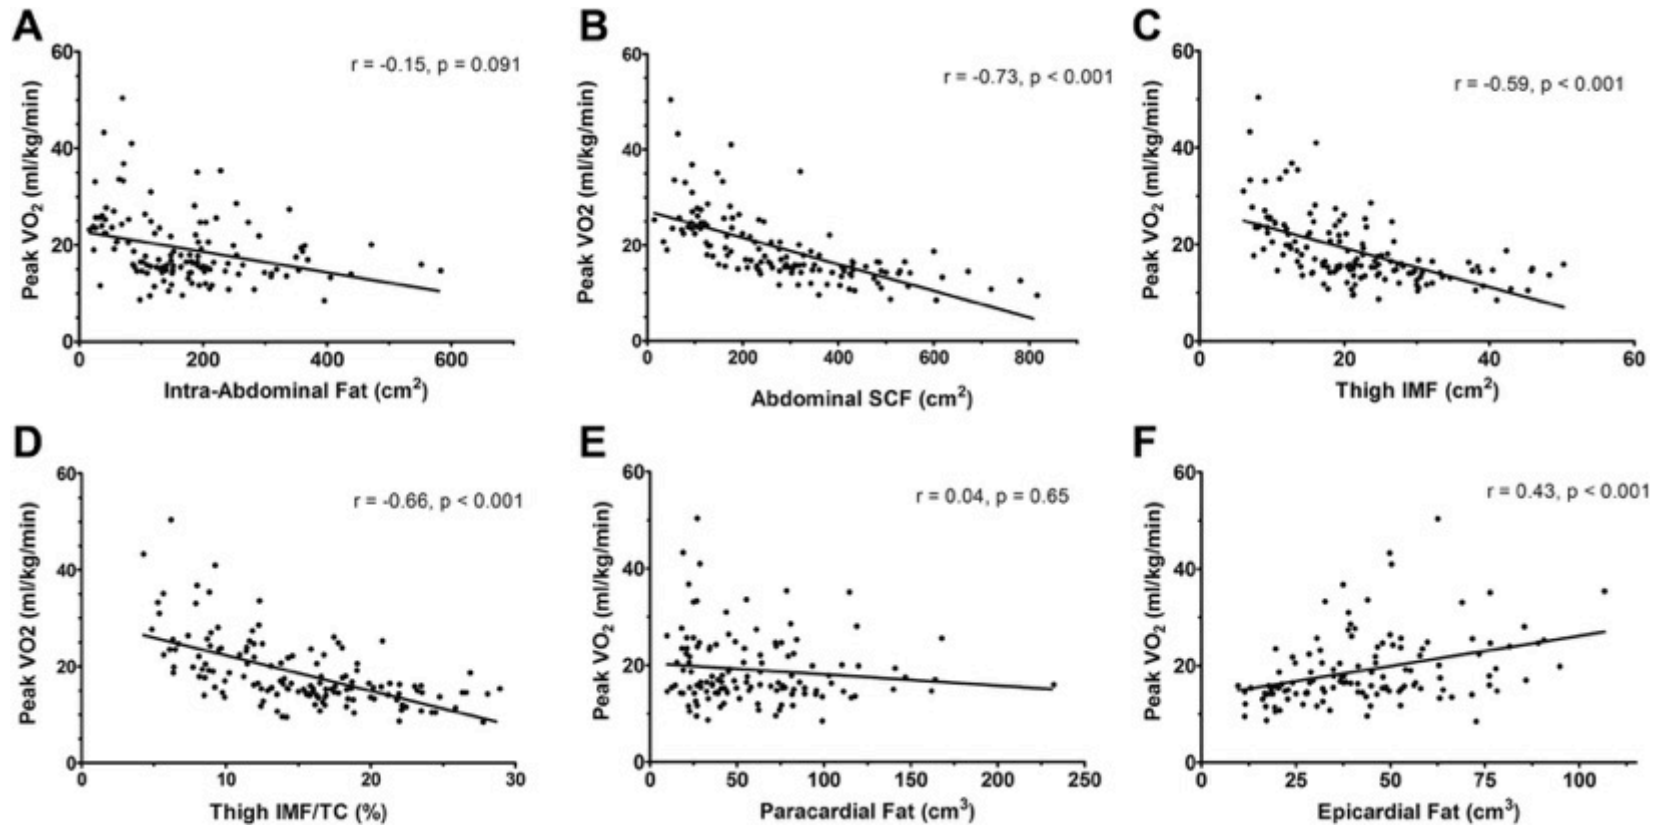 A
r = -0.15, p = 0.091
Peak VO₂ (ml/kg/min)
60
40
20
0
0 200 400 600
Intra-Abdominal Fat (cm²)
B
r = -0.73, p < 0.001
Peak VO2 (ml/kg/min)
60
40
20
0
0 200 400 600 800
Abdominal SCF (cm²)
C
r = -0.59, p < 0.001
Peak VO₂ (ml/kg/min)
60
40
20
0
0 20 40 60
Thigh IMF (cm²)
D
r = -0.66, p < 0.001
Peak VO2 (ml/kg/min)
60
40
20
0
0 10 20 30
Thigh IMF/TC (%)
E
r = 0.04, p = 0.65
Peak VO₂ (ml/kg/min)
60
40
20
0
0 50 100 150 200 250
Paracardial Fat (cm³)
F
r = 0.43, p < 0.001
Peak VO₂ (ml/kg/min)
60
40
20
0
0 25 50 75 100
Epicardial Fat (cm³)